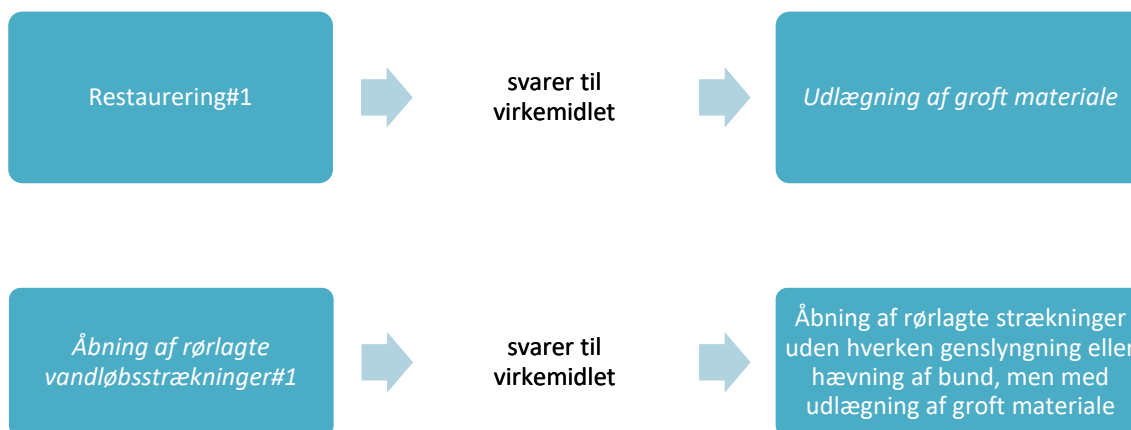 Restaurering#1
svarer til
virkemidlet
Udlægning af groft materiale
Åbning af rørlagte
vandløbsstrækninger#1
svarer til
virkemidlet
Åbning af rørlagte strækninger
uden hverken genslyngning eller
hævning af bund, men med
udlægning af groft materiale